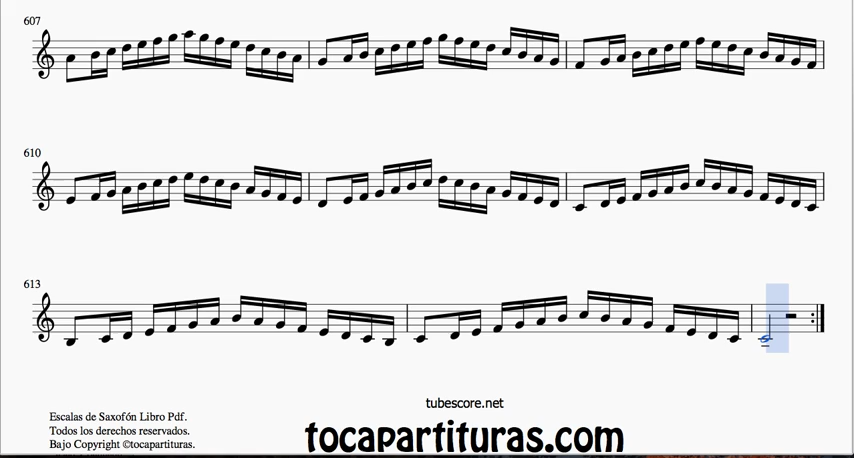 607
610
613
tubescore.net
Escalas de Saxofón Libro Pdf.
Todos los derechos reservados.
Bajo Copyright ©tocapartituras.
tocapartituras.com